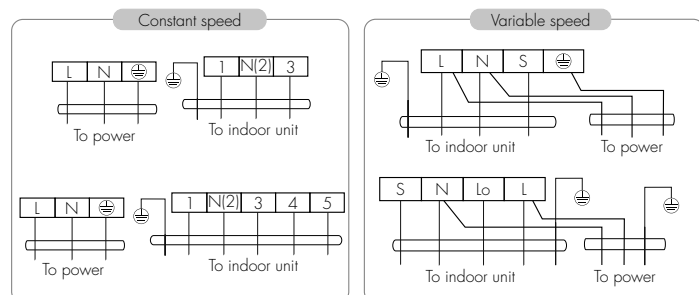 Constant speed
L N 1 N(2) 3
To power To indoor unit
L N 1 N(2) 3 4 5
To power To indoor unit
Variable speed
L N S
To indoor unit To power
S N Lo L
To indoor unit To power